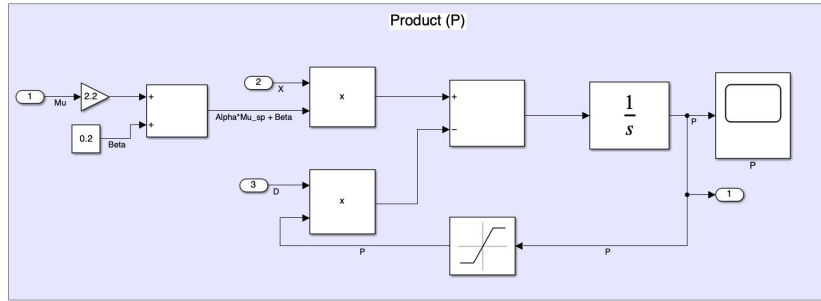 Product (P)
1
Mu
2.2
+
+
0.2
Beta
Alpha*Mu_sp + Beta
2
X
x
3
D
x
+
−
1
s
P
P
1
P
P